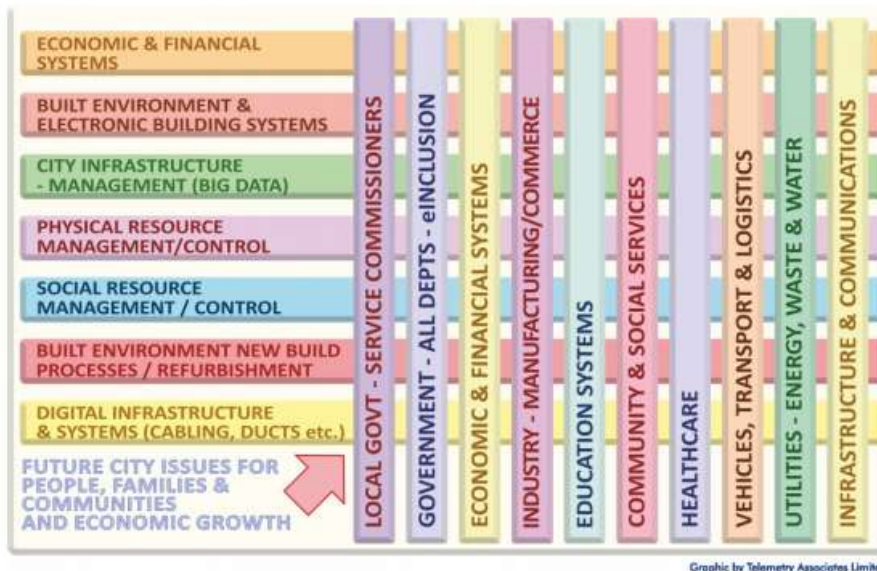 ECONOMIC & FINANCIAL
SYSTEMS
BUILT ENVIRONMENT &
ELECTRONIC BUILDING SYSTEMS
CITY INFRASTRUCTURE
- MANAGEMENT (BIG DATA)
PHYSICAL RESOURCE
MANAGEMENT/CONTROL
SOCIAL RESOURCE
MANAGEMENT / CONTROL
BUILT ENVIRONMENT NEW BUILD
PROCESSES / REFURBISHMENT
DIGITAL INFRASTRUCTURE
& SYSTEMS (CABLING, DUCTS etc.)
FUTURE CITY ISSUES FOR
PEOPLE, FAMILIES &
COMMUNITIES
AND ECONOMIC GROWTH
LOCAL GOVT - SERVICE COMMISSIONERS
GOVERNMENT - ALL DEPTS - eINCLUSION
ECONOMIC & FINANCIAL SYSTEMS
INDUSTRY - MANUFACTURING/COMMERCE
EDUCATION SYSTEMS
COMMUNITY & SOCIAL SERVICES
HEALTHCARE
VEHICLES, TRANSPORT & LOGISTICS
UTILITIES - ENERGY, WASTE & WATER
INFRASTRUCTURE & COMMUNICATIONS
Graphic by Telemetry Associates Limite